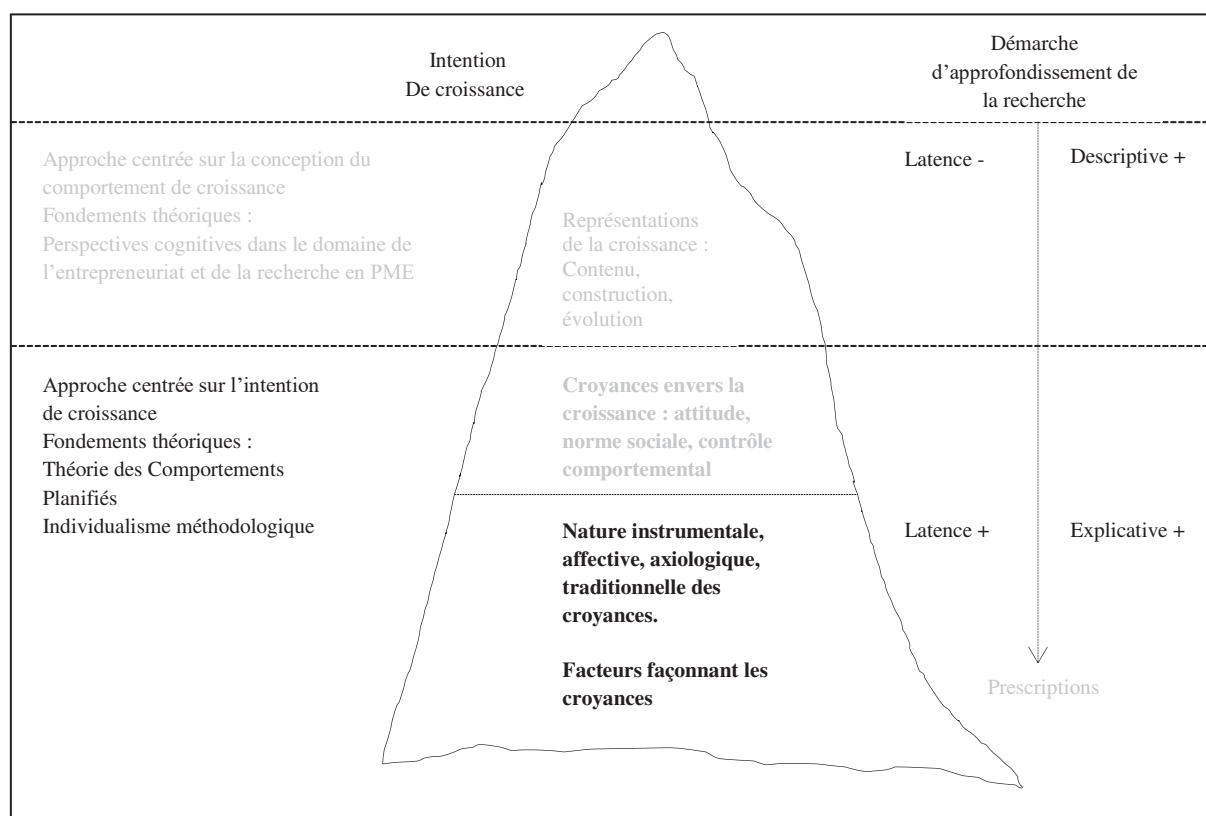 Intention
De croissance
Démarche
d'approfondissement de
la recherche
Approche centrée sur la conception du
comportement de croissance
Fondements théoriques :
Perspectives cognitives dans le domaine de
l'entrepreneuriat et de la recherche en PME
Représentations
de la croissance :
Contenu,
construction,
évolution
Latence -
Descriptive +
Approche centrée sur l'intention
de croissance
Fondements théoriques :
Théorie des Comportements
Planifiés
Individualisme méthodologique
Croyances envers la
croissance : attitude,
norme sociale, contrôle
comportemental
Nature instrumentale,
affective, axiologique,
traditionnelle des
croyances.
Facteurs façonnant les
croyances
Latence +
Explicative +
Prescriptions